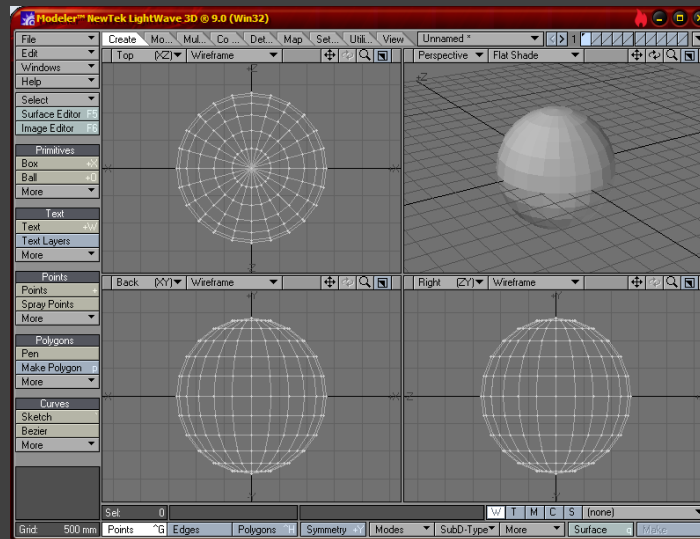 Modeler™ NewTek LightWave 3D ® 9.0 (Win32)
File
Edit
Windows
Help
Select
Surface Editor F5
Image Editor F6
Primitives
Box +X
Ball +O
More
Text
Text +W
Text Layers
More
Points
Points +
Spray Points
More
Polygons
Pen
Make Polygon p
More
Curves
Sketch
Bezier
More
Create Mo... Mul... Co ... Det... Map Set... Utili... View Unnamed * < > 1
Top (XZ) Wireframe
Perspective Flat Shade
+Z
-X +X
-Z
+Z
Back (XY) Wireframe
Right (ZY) Wireframe
+Y
-X
-Y
+Y
-Z +Z
-Y
Sel: 0 W T M C S (none)
Grid: 500 mm Points ^G Edges Polygons ^H Symmetry +Y Modes SubD-Type More Surface q Make